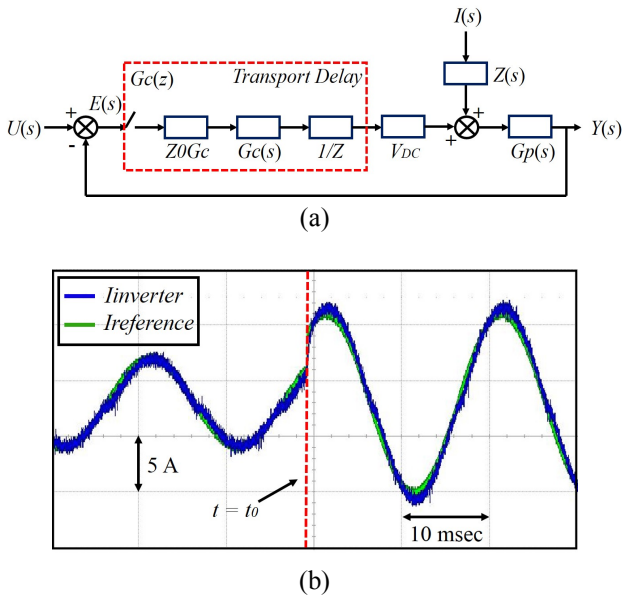 I(s)
Gc(z) Transport Delay
Z(s)
E(s)
+ +
U(s) + Y(s)
- Z0Gc Gc(s) 1/Z VDC Gp(s)
(a)
Iinverter
Ireference
5 A
t = t0
10 msec
(b)